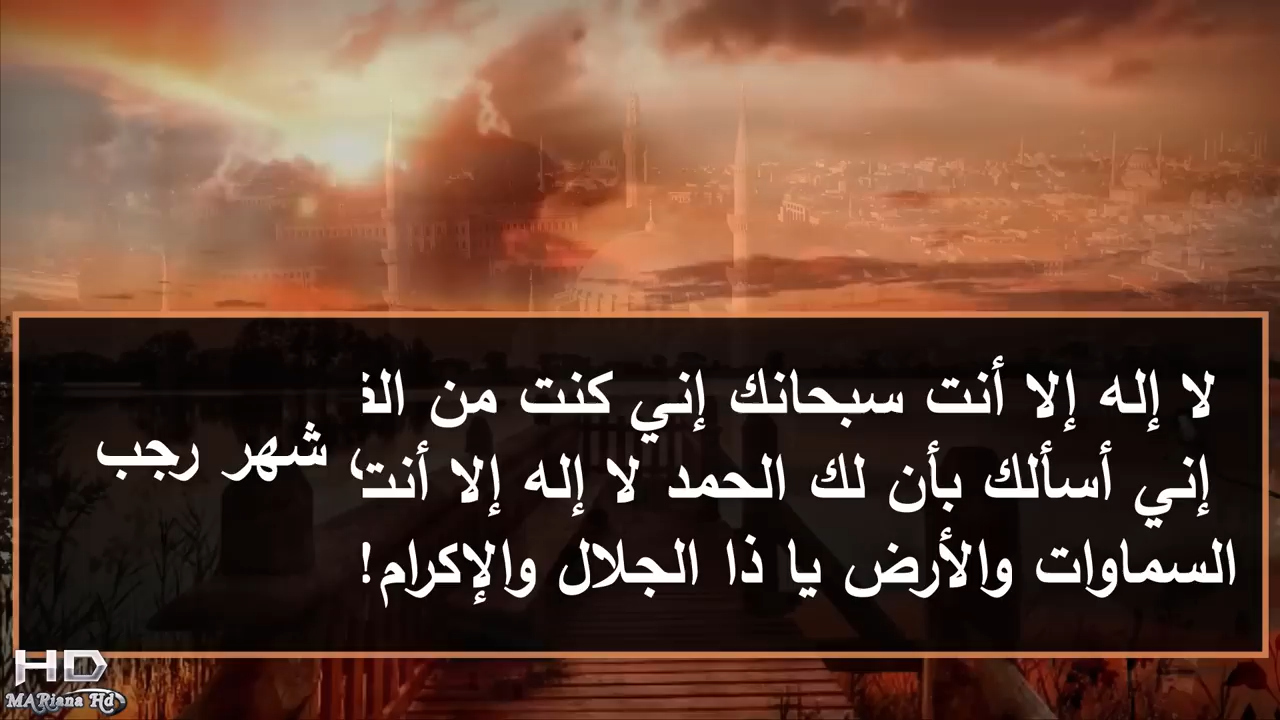 لا إله إلا أنت سبحانك إني كنت من
شهر رجب
إني أسألك بأن لك الحمد لا إله إلا أنت
السماوات والأرض يا ذا الجلال والإكرام!
HD
MARiana Hd